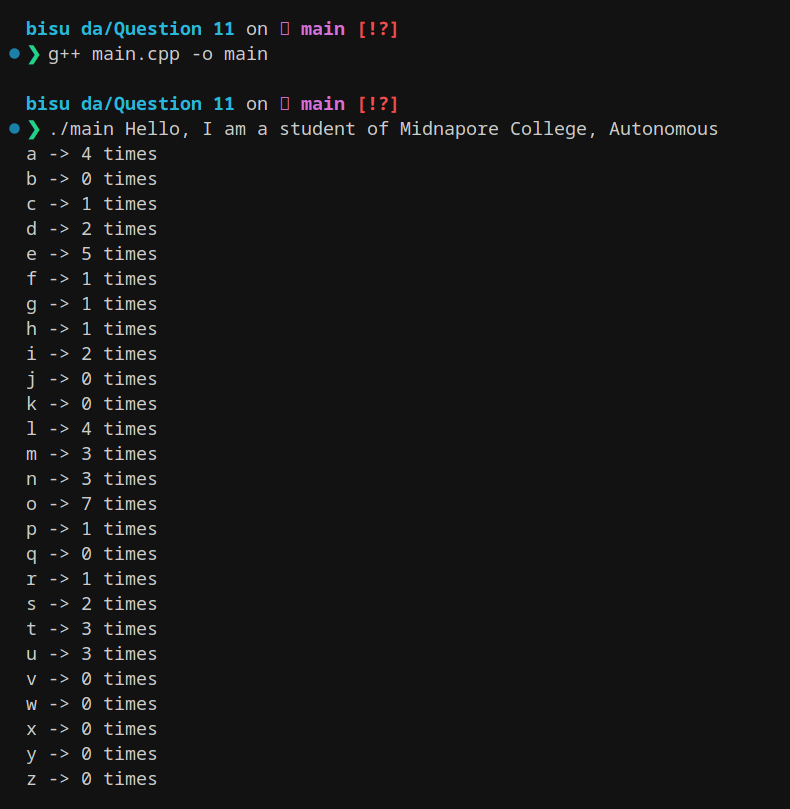 bisu da/Question 11 on  main [!?]
❯ g++ main.cpp -o main
bisu da/Question 11 on  main [!?]
❯ ./main Hello, I am a student of Midnapore College, Autonomous
a -> 4 times
b -> 0 times
c -> 1 times
d -> 2 times
e -> 5 times
f -> 1 times
g -> 1 times
h -> 1 times
i -> 2 times
j -> 0 times
k -> 0 times
l -> 4 times
m -> 3 times
n -> 3 times
o -> 7 times
p -> 1 times
q -> 0 times
r -> 1 times
s -> 2 times
t -> 3 times
u -> 3 times
v -> 0 times
w -> 0 times
x -> 0 times
y -> 0 times
z -> 0 times